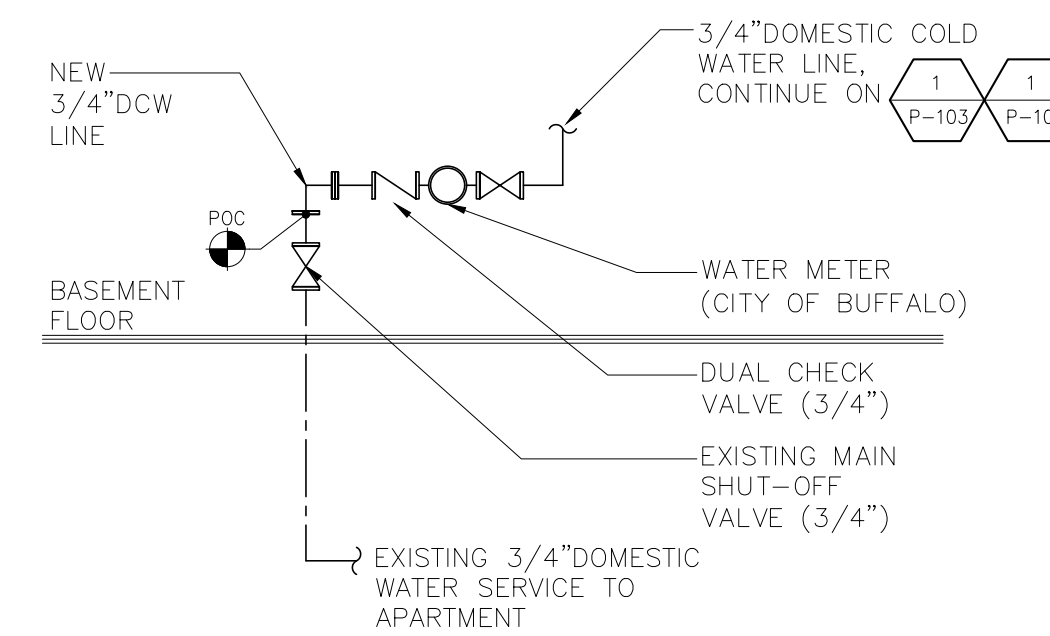 3/4”DOMESTIC COLD
WATER LINE,
CONTINUE ON
1
P-103
1
NEW
3/4”DCW
LINE
POC
BASEMENT
FLOOR
WATER METER
(CITY OF BUFFALO)
DUAL CHECK
VALVE (3/4”)
EXISTING MAIN
SHUT-OFF
VALVE (3/4”)
EXISTING 3/4”DOMESTIC
WATER SERVICE TO
APARTMENT